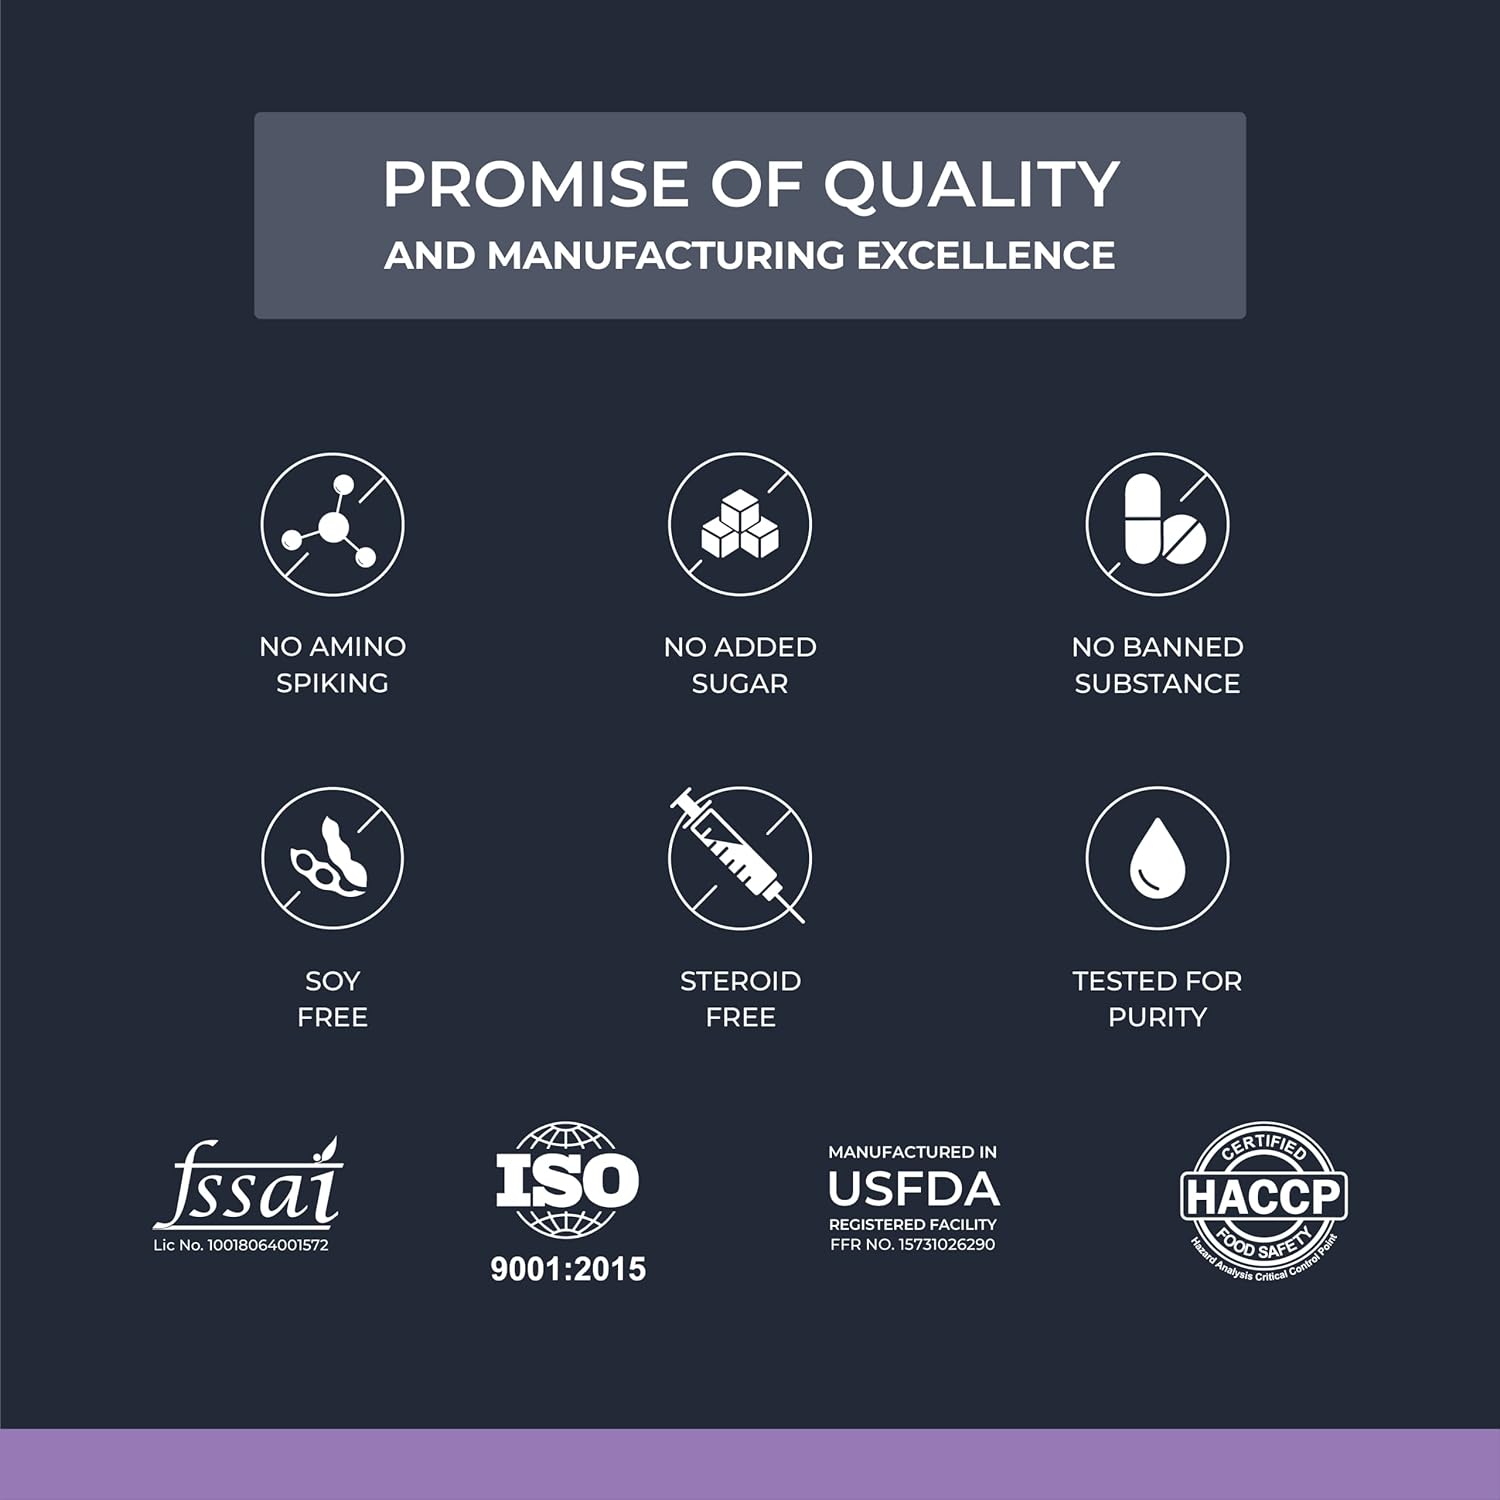 PROMISE OF QUALITY
AND MANUFACTURING EXCELLENCE
NO AMINO
SPIKING
NO ADDED
SUGAR
NO BANNED
SUBSTANCE
SOY
FREE
STEROID
FREE
TESTED FOR
PURITY
fssai
Lic No. 10018064001572
ISO
9001:2015
MANUFACTURED IN
USFDA
REGISTERED FACILITY
FFR NO. 15731026290
CERTIFIED
HACCP
FOOD SAFETY
Hazard Analysis Critical Control Point